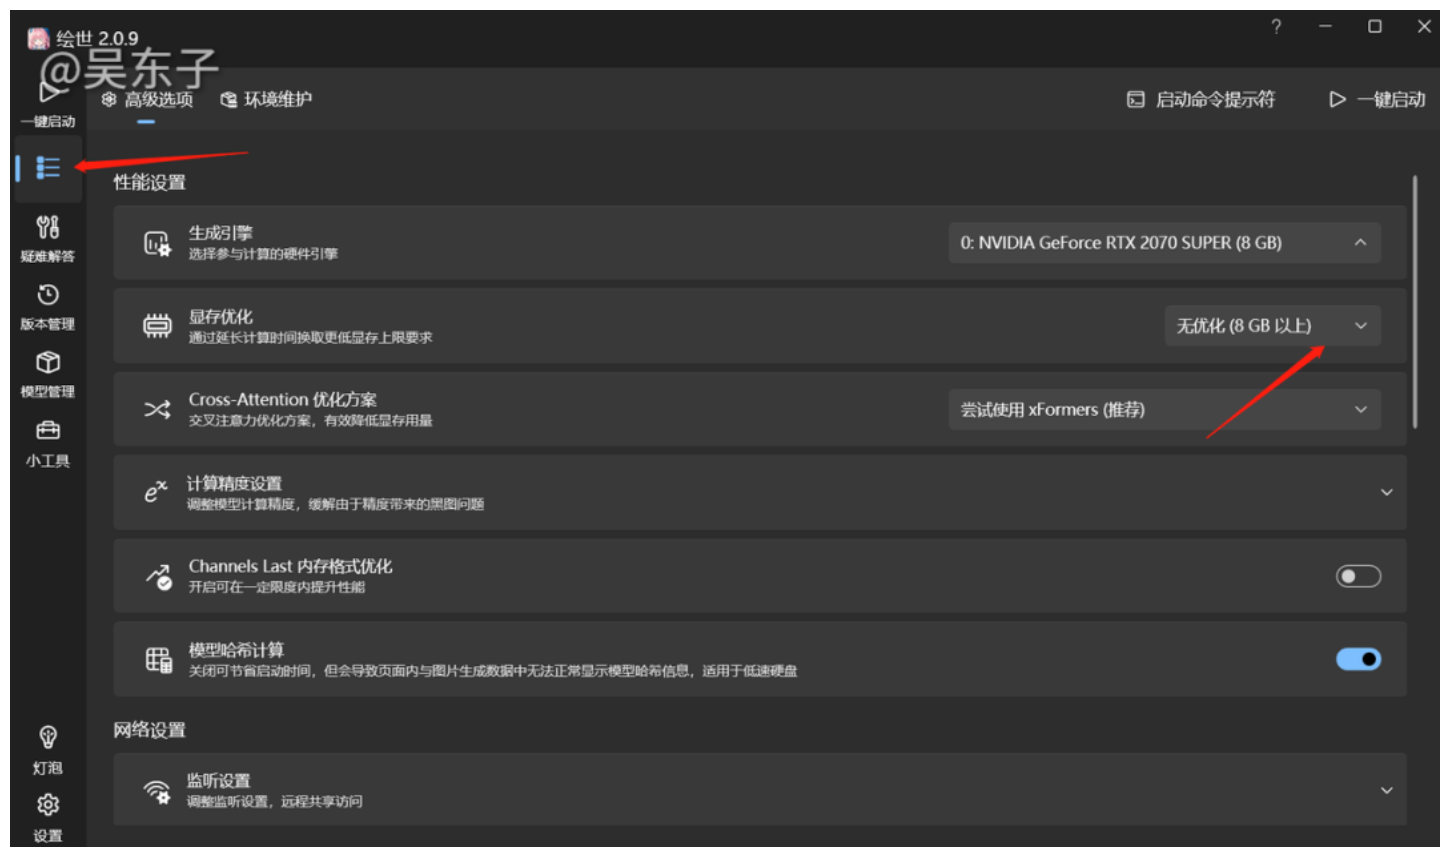 绘世 2.0.9
@吴东子
高级选项
环境维护
启动命令提示符
一键启动
一键启动
性能设置
生成引擎
选择参与计算的硬件引擎
0: NVIDIA GeForce RTX 2070 SUPER (8 GB)
疑难解答
显存优化
通过延长计算时间换取更低显存上限要求
无优化 (8 GB 以上)
版本管理
模型管理
Cross-Attention 优化方案
交叉注意力优化方案，有效降低显存用量
尝试使用 xFormers (推荐)
小工具
计算精度设置
调整模型计算精度，缓解由于精度带来的黑图问题
Channels Last 内存格式优化
开启可在一定限度内提升性能
模型哈希计算
关闭可节省启动时间，但会导致页面内与图片生成数据中无法正常显示模型哈希信息，适用于低速硬盘
网络设置
灯泡
监听设置
调整监听设置，远程共享访问
设置